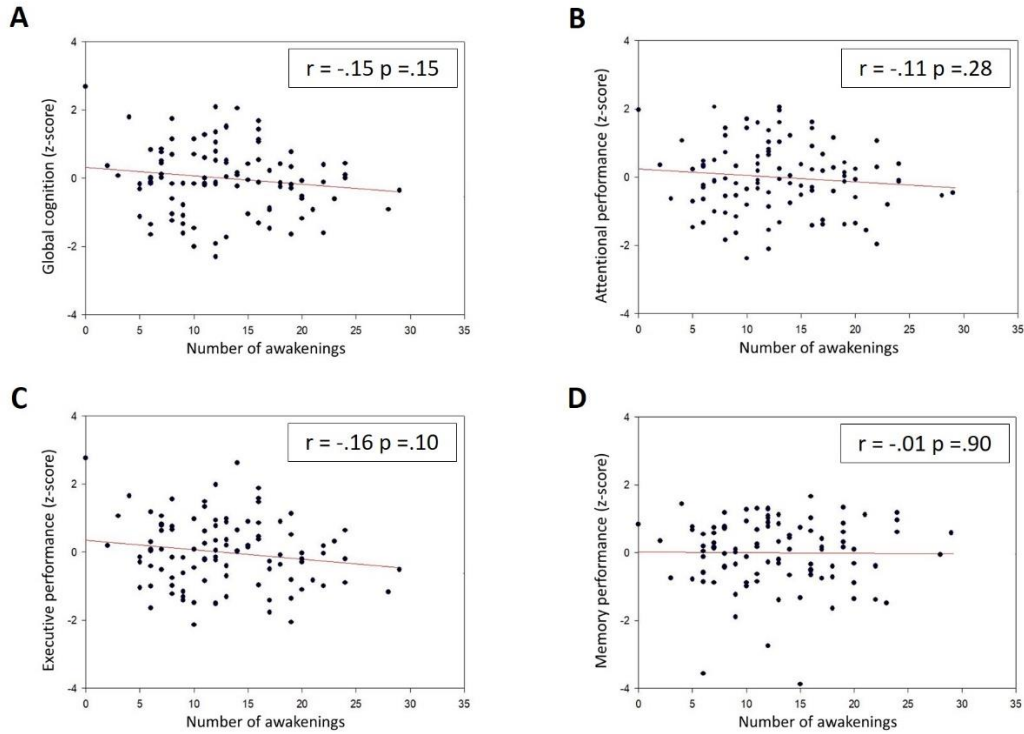 A
r = -.15 p =.15
Global cognition (z-score)
4
2
0
-2
-4
0 5 10 15 20 25 30 35
Number of awakenings
B
r = -.11 p =.28
Attentional performance (z-score)
4
2
0
-2
-4
0 5 10 15 20 25 30 35
Number of awakenings
C
r = -.16 p =.10
Executive performance (z-score)
4
2
0
-2
-4
0 5 10 15 20 25 30 35
Number of awakenings
D
r = -.01 p =.90
Memory performance (z-score)
4
2
0
-2
-4
0 5 10 15 20 25 30 35
Number of awakenings